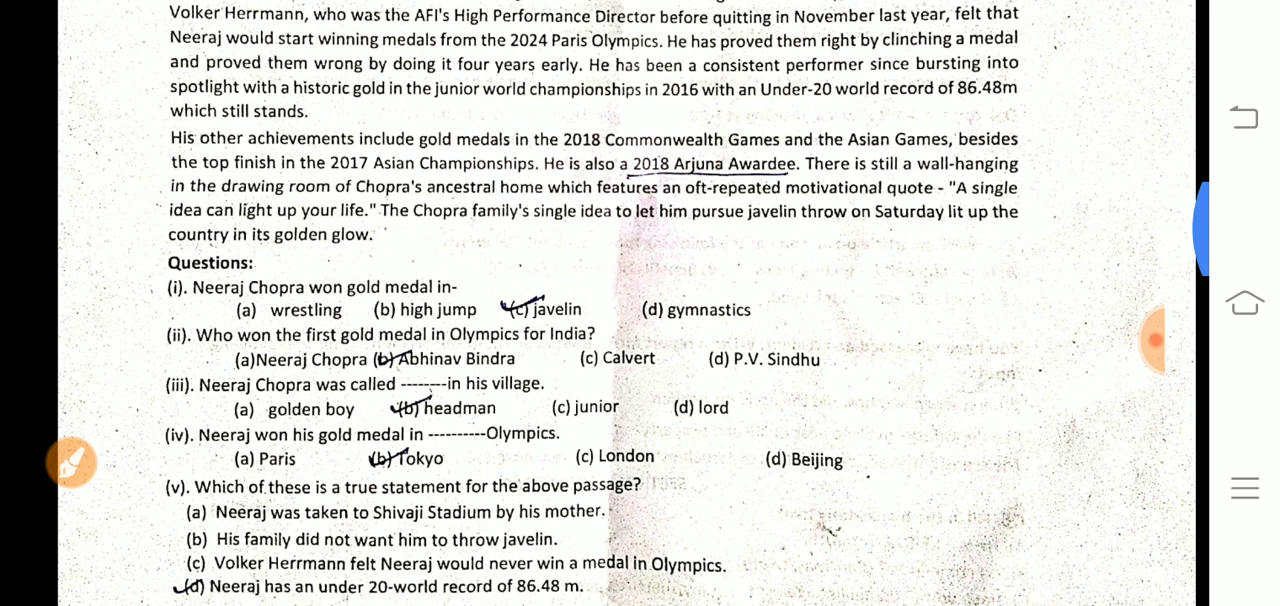 Volker Herrmann, who was the AFI's High Performance Director before quitting in November last year, felt that
Neeraj would start winning medals from the 2024 Paris Olympics. He has proved them right by clinching a medal
and proved them wrong by doing it four years early. He has been a consistent performer since bursting into
spotlight with a historic gold in the junior world championships in 2016 with an Under-20 world record of 86.48m
which still stands.
His other achievements include gold medals in the 2018 Commonwealth Games and the Asian Games, besides
the top finish in the 2017 Asian Championships. He is also a 2018 Arjuna Awardee. There is still a wall-hanging
in the drawing room of Chopra's ancestral home which features an oft-repeated motivational quote - "A single
idea can light up your life." The Chopra family's single idea to let him pursue javelin throw on Saturday lit up the
country in its golden glow.
Questions:
(i). Neeraj Chopra won gold medal in-
(a) wrestling (b) high jump (c) javelin (d) gymnastics
(ii). Who won the first gold medal in Olympics for India?
(a)Neeraj Chopra (b) Abhinav Bindra (c) Calvert (d) P.V. Sindhu
(iii). Neeraj Chopra was called --------in his village.
(a) golden boy (b) headman (c) junior (d) lord
(iv). Neeraj won his gold medal in ----------Olympics.
(a) Paris (b) Tokyo (c) London (d) Beijing
(v). Which of these is a true statement for the above passage?
(a) Neeraj was taken to Shivaji Stadium by his mother.
(b) His family did not want him to throw javelin.
(c) Volker Herrmann felt Neeraj would never win a medal in Olympics.
(d) Neeraj has an under 20-world record of 86.48 m.